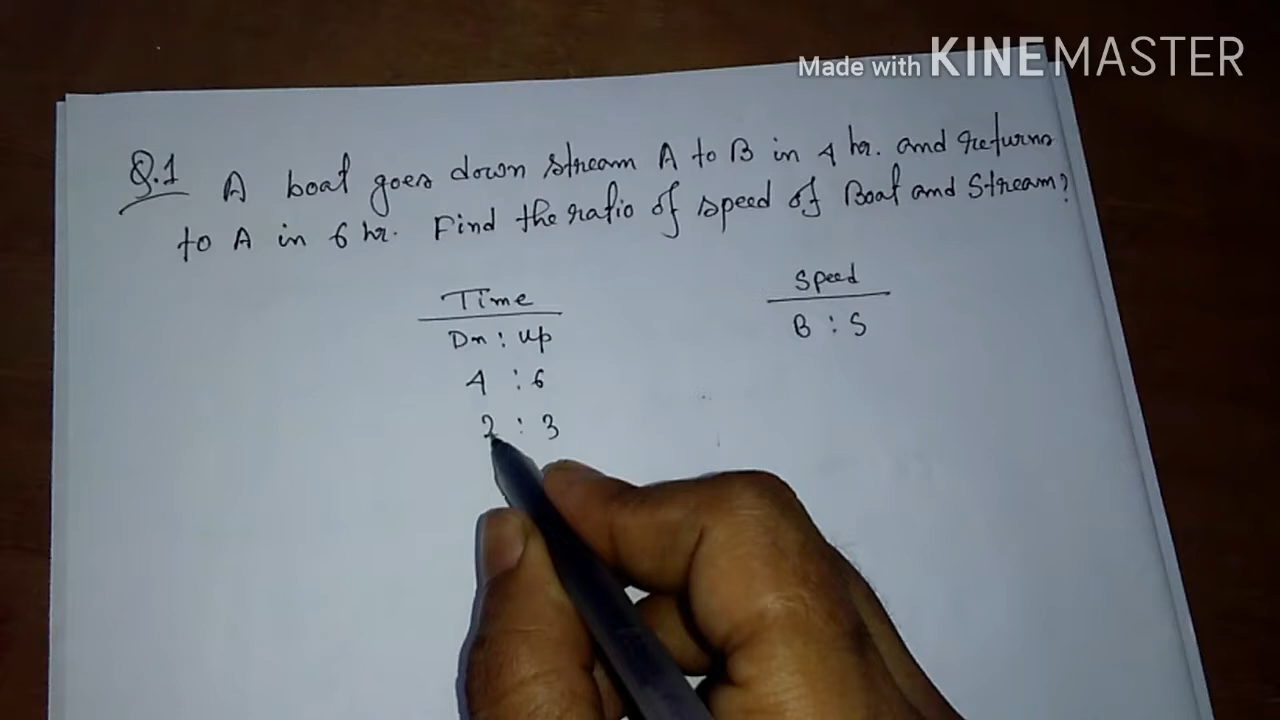 Made with KINEMASTER
Q.1 A boat goes down stream A to B in 4 hr. and returns
to A in 6 hr. Find the ratio of speed of Boat and Stream?
Time
Dn : up
4 : 6
2 : 3
Speed
B : S